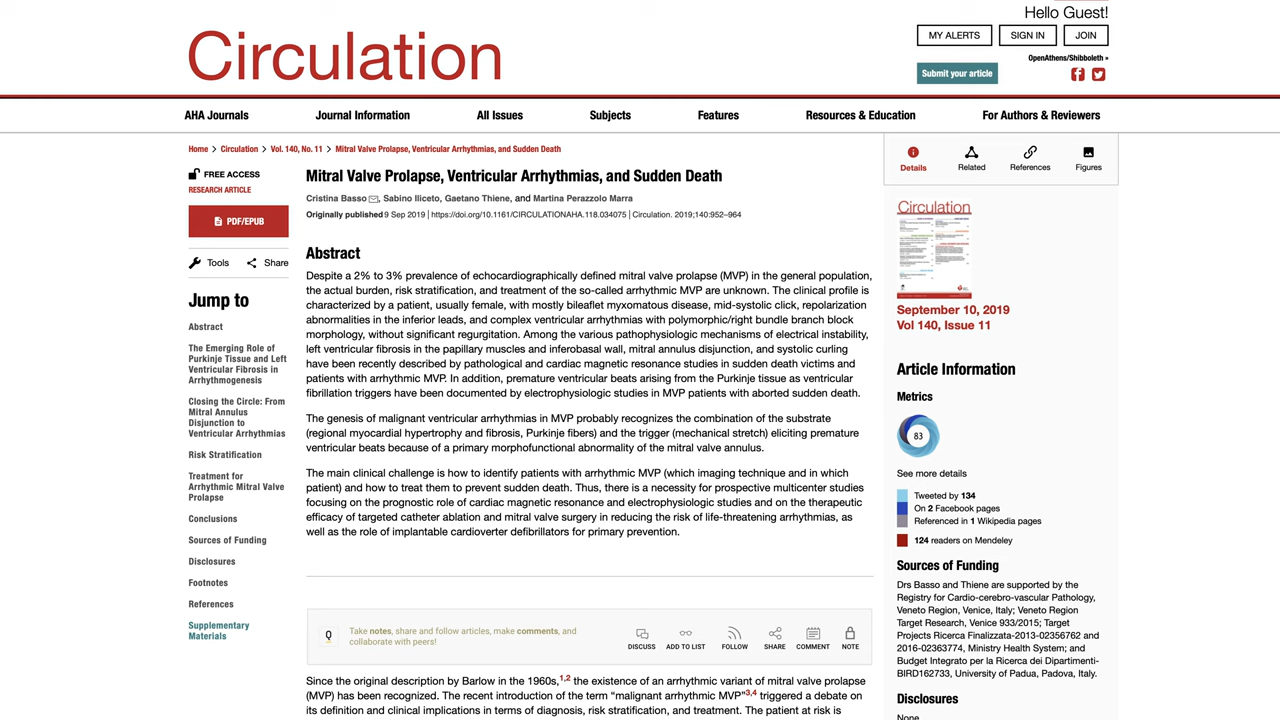 Hello Guest!
Circulation
MY ALERTS
SIGN IN
JOIN
OpenAthens/Shibboleth »
Submit your article
AHA Journals
Journal Information
All Issues
Subjects
Features
Resources & Education
For Authors & Reviewers
Home > Circulation > Vol. 140, No. 11 > Mitral Valve Prolapse, Ventricular Arrhythmias, and Sudden Death
FREE ACCESS
RESEARCH ARTICLE
PDF/EPUB
Tools
Share
Jump to
Abstract
The Emerging Role of
Purkinje Tissue and Left
Ventricular Fibrosis in
Arrhythmogenesis
Closing the Circle: From
Mitral Annulus
Disjunction to
Ventricular Arrhythmias
Risk Stratification
Treatment for
Arrhythmic Mitral Valve
Prolapse
Conclusions
Sources of Funding
Disclosures
Footnotes
References
Supplementary
Materials
Mitral Valve Prolapse, Ventricular Arrhythmias, and Sudden Death
Cristina Basso, Sabino Iliceto, Gaetano Thiene, and Martina Perazzolo Marra
Originally published 9 Sep 2019 | https://doi.org/10.1161/CIRCULATIONAHA.118.034075 | Circulation. 2019;140:952–964
Abstract
Despite a 2% to 3% prevalence of echocardiographically defined mitral valve prolapse (MVP) in the general population,
the actual burden, risk stratification, and treatment of the so-called arrhythmic MVP are unknown. The clinical profile is
characterized by a patient, usually female, with mostly bileaflet myxomatous disease, mid-systolic click, repolarization
abnormalities in the inferior leads, and complex ventricular arrhythmias with polymorphic/right bundle branch block
morphology, without significant regurgitation. Among the various pathophysiologic mechanisms of electrical instability,
left ventricular fibrosis in the papillary muscles and inferobasal wall, mitral annulus disjunction, and systolic curling
have been recently described by pathological and cardiac magnetic resonance studies in sudden death victims and
patients with arrhythmic MVP. In addition, premature ventricular beats arising from the Purkinje tissue as ventricular
fibrillation triggers have been documented by electrophysiologic studies in MVP patients with aborted sudden death.
The genesis of malignant ventricular arrhythmias in MVP probably recognizes the combination of the substrate
(regional myocardial hypertrophy and fibrosis, Purkinje fibers) and the trigger (mechanical stretch) eliciting premature
ventricular beats because of a primary morphofunctional abnormality of the mitral valve annulus.
The main clinical challenge is how to identify patients with arrhythmic MVP (which imaging technique and in which
patient) and how to treat them to prevent sudden death. Thus, there is a necessity for prospective multicenter studies
focusing on the prognostic role of cardiac magnetic resonance and electrophysiologic studies and on the therapeutic
efficacy of targeted catheter ablation and mitral valve surgery in reducing the risk of life-threatening arrhythmias, as
well as the role of implantable cardioverter defibrillators for primary prevention.
0
Take notes, share and follow articles, make comments, and
collaborate with peers!
DISCUSS
ADD TO LIST
FOLLOW
SHARE
COMMENT
NOTE
Since the original description by Barlow in the 1960s,1,2 the existence of an arrhythmic variant of mitral valve prolapse
(MVP) has been recognized. The recent introduction of the term “malignant arrhythmic MVP”3,4 triggered a debate on
its definition and clinical implications in terms of diagnosis, risk stratification, and treatment. The patient at risk is
Details
Related
References
Figures
Circulation
September 10, 2019
Vol 140, Issue 11
Article Information
Metrics
83
See more details
Tweeted by 134
On 2 Facebook pages
Referenced in 1 Wikipedia pages
124 readers on Mendeley
Sources of Funding
Drs Basso and Thiene are supported by the
Registry for Cardio-cerebro-vascular Pathology,
Veneto Region, Venice, Italy; Veneto Region
Target Research, Venice 933/2015; Target
Projects Ricerca Finalizzata-2013-02356762 and
2016-02363774, Ministry Health System; and
Budget Integrato per la Ricerca dei Dipartimenti-
BIRD162733, University of Padua, Padova, Italy.
Disclosures
None